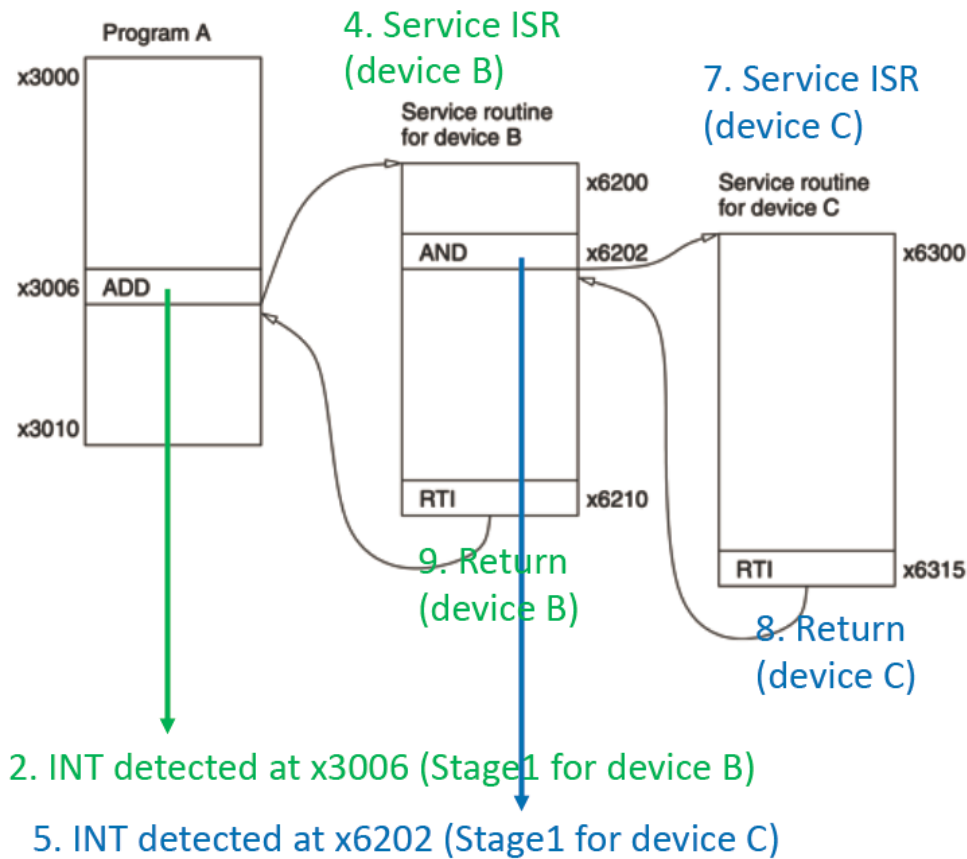 Program A
x3000
x3006
ADD
x3010
4. Service ISR
(device B)
Service routine
for device B
x6200
AND
x6202
RTI
x6210
7. Service ISR
(device C)
Service routine
for device C
x6300
RTI
x6315
9. Return
(device B)
8. Return
(device C)
2. INT detected at x3006 (Stage1 for device B)
5. INT detected at x6202 (Stage1 for device C)